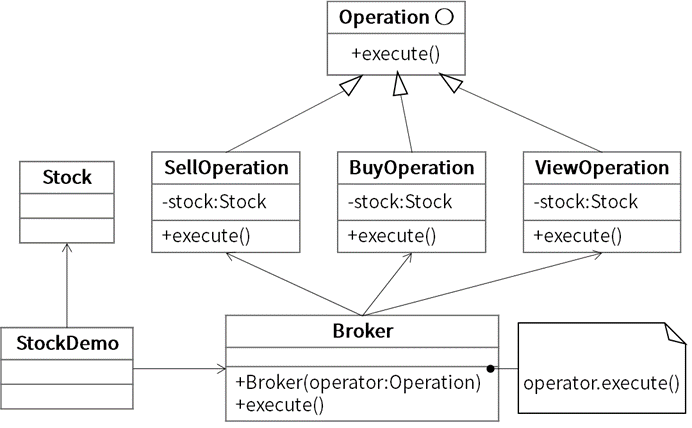 Operation
+execute()
SellOperation
-stock:Stock
+execute()
BuyOperation
-stock:Stock
+execute()
ViewOperation
-stock:Stock
+execute()
Stock
StockDemo
Broker
+Broker(operator:Operation)
+execute()
operator.execute()